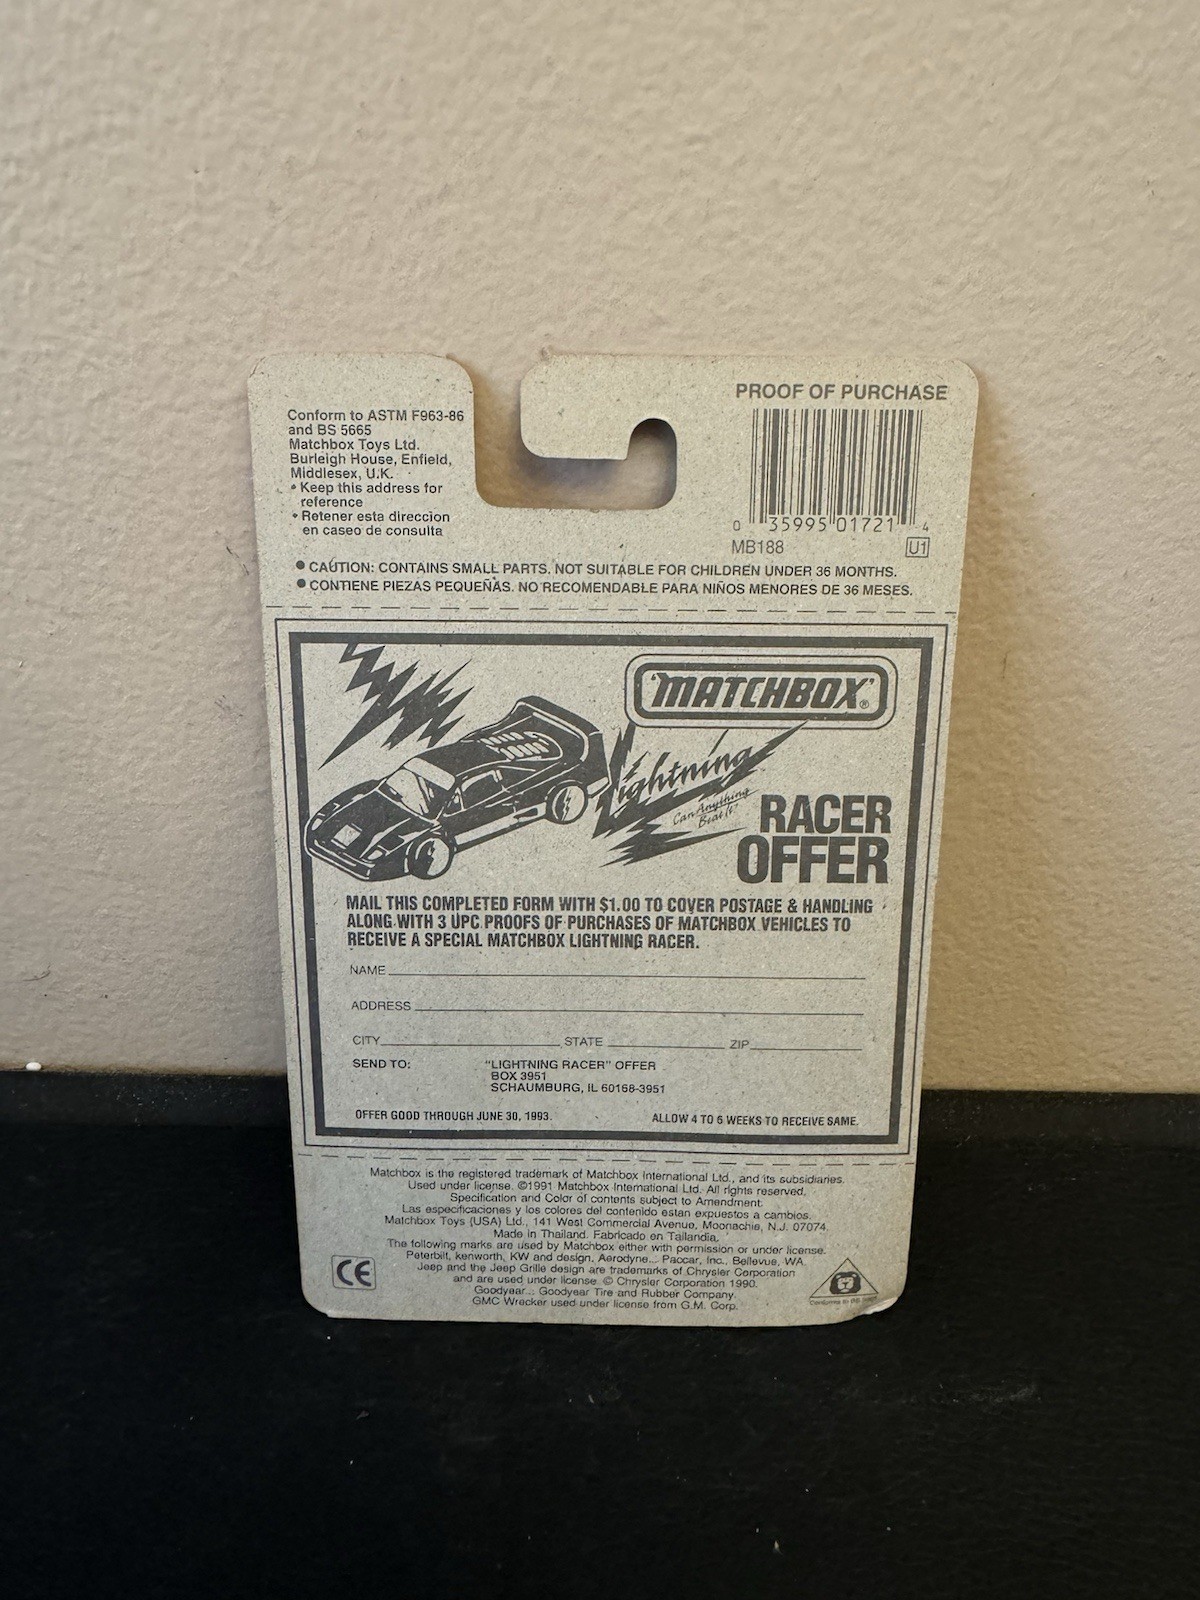 Conform to ASTM F963-86
and BS 5665
Matchbox Toys Ltd.
Burleigh House, Enfield,
Middlesex, U.K.
• Keep this address for
reference
• Retener esta direccion
en caseo de consulta
PROOF OF PURCHASE
0 35995 01721 4
MB188 U1
• CAUTION: CONTAINS SMALL PARTS. NOT SUITABLE FOR CHILDREN UNDER 36 MONTHS.
• CONTIENE PIEZAS PEQUEÑAS. NO RECOMENDABLE PARA NIÑOS MENORES DE 36 MESES.
"MATCHBOX"®
Lightning
Can Anything
Beat It?
RACER
OFFER
MAIL THIS COMPLETED FORM WITH $1.00 TO COVER POSTAGE & HANDLING
ALONG WITH 3 UPC PROOFS OF PURCHASES OF MATCHBOX VEHICLES TO
RECEIVE A SPECIAL MATCHBOX LIGHTNING RACER.
NAME
ADDRESS
CITY STATE ZIP
SEND TO: "LIGHTNING RACER" OFFER
BOX 3951
SCHAUMBURG, IL 60168-3951
OFFER GOOD THROUGH JUNE 30, 1993. ALLOW 4 TO 6 WEEKS TO RECEIVE SAME.
Matchbox is the registered trademark of Matchbox International Ltd., and its subsidiaries.
Used under license. ©1991 Matchbox International Ltd. All rights reserved.
Specification and Color of contents subject to Amendment.
Las especificaciones y los colores del contenido estan expuestos a cambios.
Matchbox Toys (USA) Ltd., 141 West Commercial Avenue, Moonachie, N.J. 07074
Made in Thailand. Fabricado en Tailandia.
The following marks are used by Matchbox either with permission or under license.
Peterbilt, kenworth, KW and design, Aerodyne... Paccar, Inc., Bellevue, WA
Jeep and the Jeep Grille design are trademarks of Chrysler Corporation
and are used under license © Chrysler Corporation 1990.
Goodyear... Goodyear Tire and Rubber Company.
GMC Wrecker used under license from G.M. Corp.
CE
Conforms to BS 5665